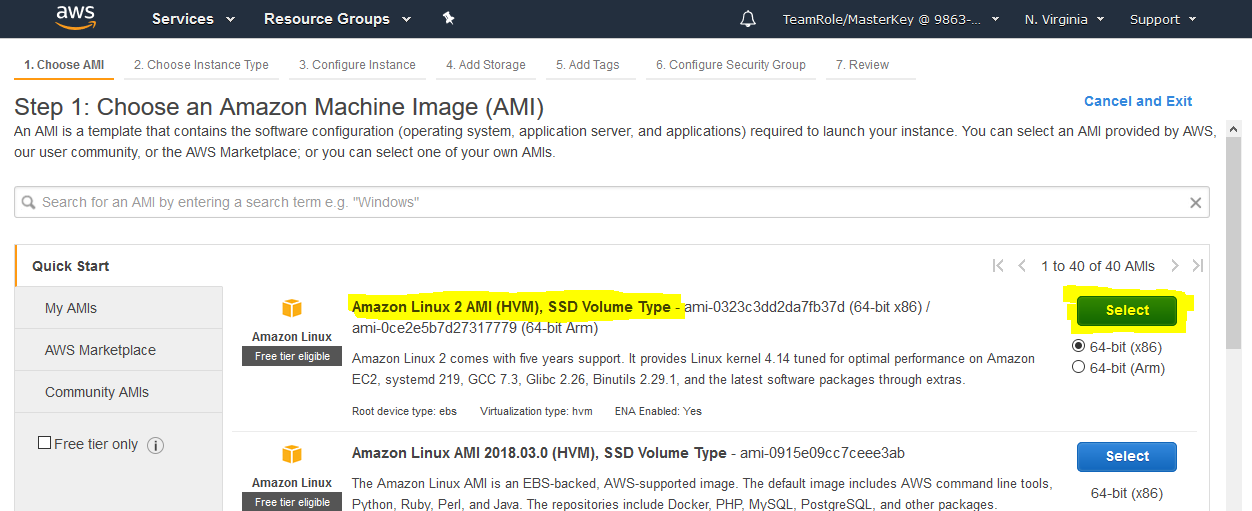 aws Services Resource Groups TeamRole/MasterKey @ 9863-... N. Virginia Support
1. Choose AMI 2. Choose Instance Type 3. Configure Instance 4. Add Storage 5. Add Tags 6. Configure Security Group 7. Review
Step 1: Choose an Amazon Machine Image (AMI)
Cancel and Exit
An AMI is a template that contains the software configuration (operating system, application server, and applications) required to launch your instance. You can select an AMI provided by AWS,
our user community, or the AWS Marketplace; or you can select one of your own AMIs.
Search for an AMI by entering a search term e.g. "Windows"
Quick Start
My AMIs
AWS Marketplace
Community AMIs
Free tier only
1 to 40 of 40 AMIs
Amazon Linux
Free tier eligible
Amazon Linux 2 AMI (HVM), SSD Volume Type - ami-0323c3dd2da7fb37d (64-bit x86) /
ami-0ce2e5b7d27317779 (64-bit Arm)
Amazon Linux 2 comes with five years support. It provides Linux kernel 4.14 tuned for optimal performance on Amazon
EC2, systemd 219, GCC 7.3, Glibc 2.26, Binutils 2.29.1, and the latest software packages through extras.
Root device type: ebs Virtualization type: hvm ENA Enabled: Yes
Select
64-bit (x86)
64-bit (Arm)
Amazon Linux
Free tier eligible
Amazon Linux AMI 2018.03.0 (HVM), SSD Volume Type - ami-0915e09cc7ceee3ab
The Amazon Linux AMI is an EBS-backed, AWS-supported image. The default image includes AWS command line tools,
Python, Ruby, Perl, and Java. The repositories include Docker, PHP, MySQL, PostgreSQL, and other packages.
Select
64-bit (x86)